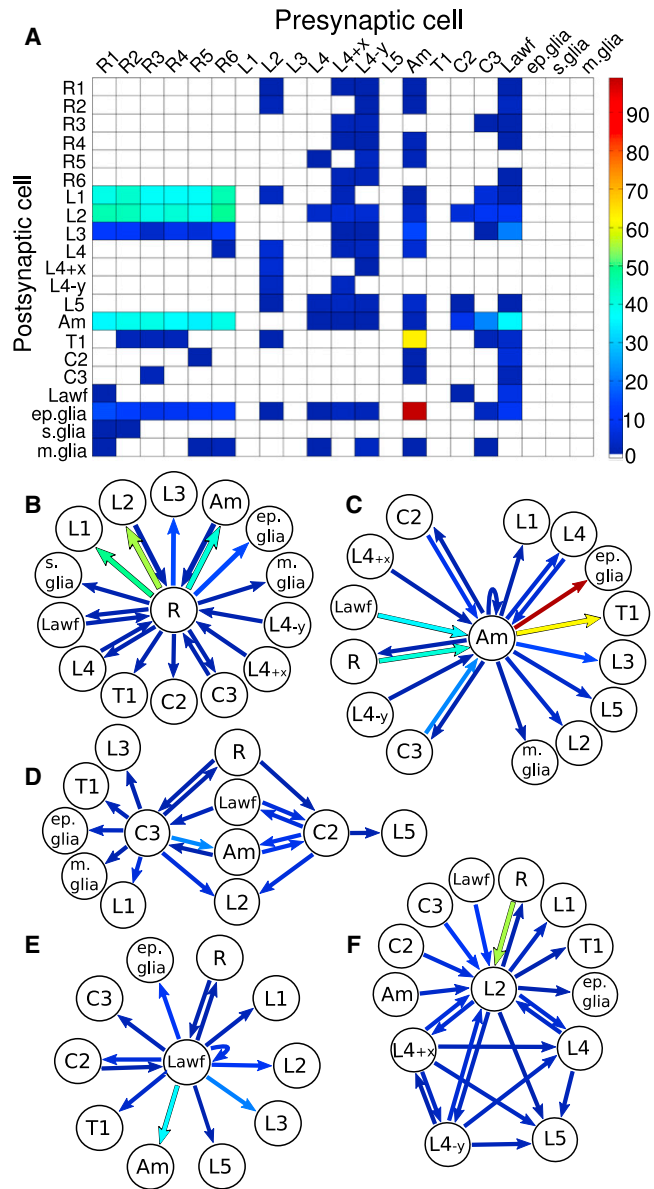 Presynaptic cell
A
R1 R2 R3 R4 R5 R6 L1 L2 L3 L4 L4+x L4-y L5 Am T1 C2 C3 Lawf ep.glia s.glia m.glia
Postsynaptic cell
R1
R2
R3
R4
R5
R6
L1
L2
L3
L4
L4+x
L4-y
L5
Am
T1
C2
C3
Lawf
ep.glia
s.glia
m.glia
90
80
70
60
50
40
30
20
10
0
B
L3
L2
Am
L1
ep.
glia
s.
glia
m.
glia
R
Lawf
L4-y
L4
L4+x
T1
C2
C3
C
C2
L1
L4
L4+x
ep.
glia
Lawf
T1
Am
R
L3
L4-y
L5
C3
L2
m.
glia
D
L3
R
T1
Lawf
ep.
glia
C3
C2
L5
Am
m.
glia
L1
L2
E
ep.
glia
R
C3
L1
C2
Lawf
L2
T1
L3
Am
L5
F
Lawf
R
C3
L1
C2
T1
Am
L2
ep.
glia
L4+x
L4
L4-y
L5